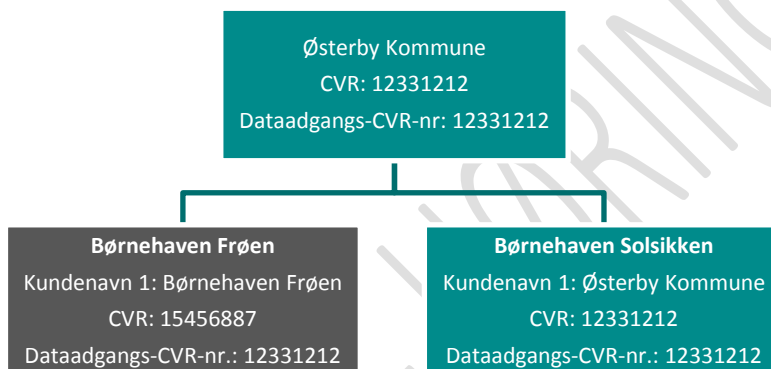 Østerby Kommune
CVR: 12331212
Dataadgangs-CVR-nr: 12331212
Børnehaven Frøen
Kundenavn 1: Børnehaven Frøen
CVR: 15456887
Dataadgangs-CVR-nr.: 12331212
Børnehaven Solsikken
Kundenavn 1: Østerby Kommune
CVR: 12331212
Dataadgangs-CVR-nr.: 12331212